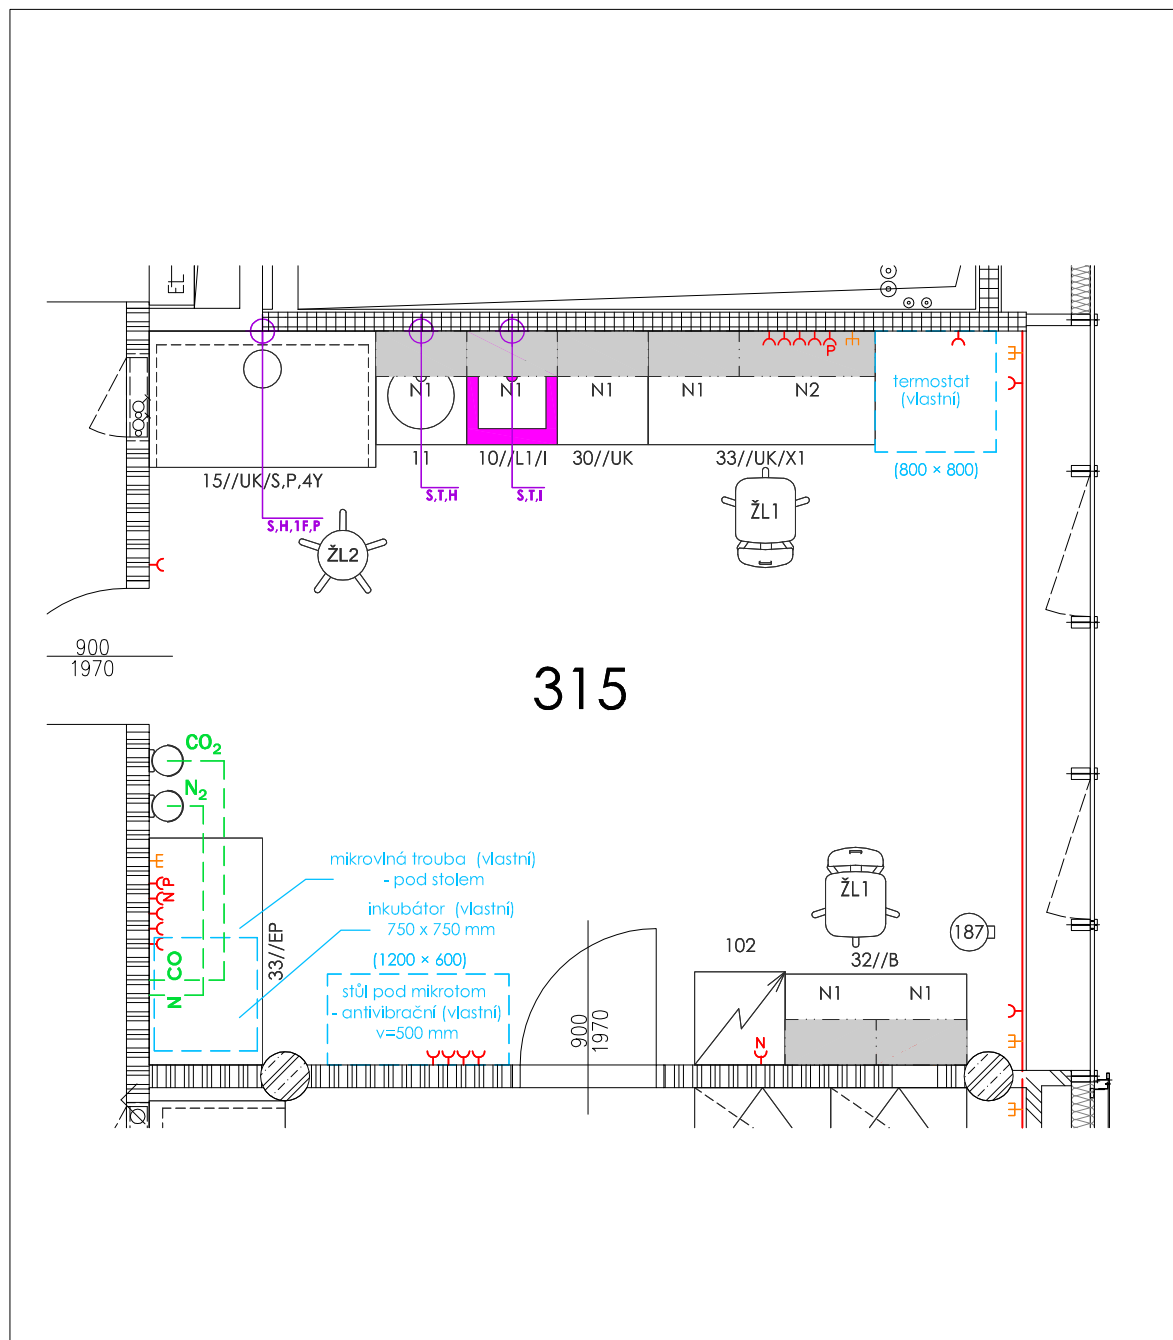 EL
N1
N1
N1
N1
N2
termostat
(vlastní)
P
15//UK/S,P,4Y
11
10//L1/I
30//UK
33//UK/X1
(800 × 800)
S,T,H
S,T,I
S,H,1F,P
ŽL2
ŽL1
900
1970
315
CO2
N2
mikrovlná trouba (vlastní)
- pod stolem
inkubátor (vlastní)
750 x 750 mm
(1200 × 600)
stůl pod mikrotom
- antivibrační (vlastní)
v=500 mm
P
N
CO
N
33//EP
900
1970
ŽL1
187
102
32//B
N1
N1
N